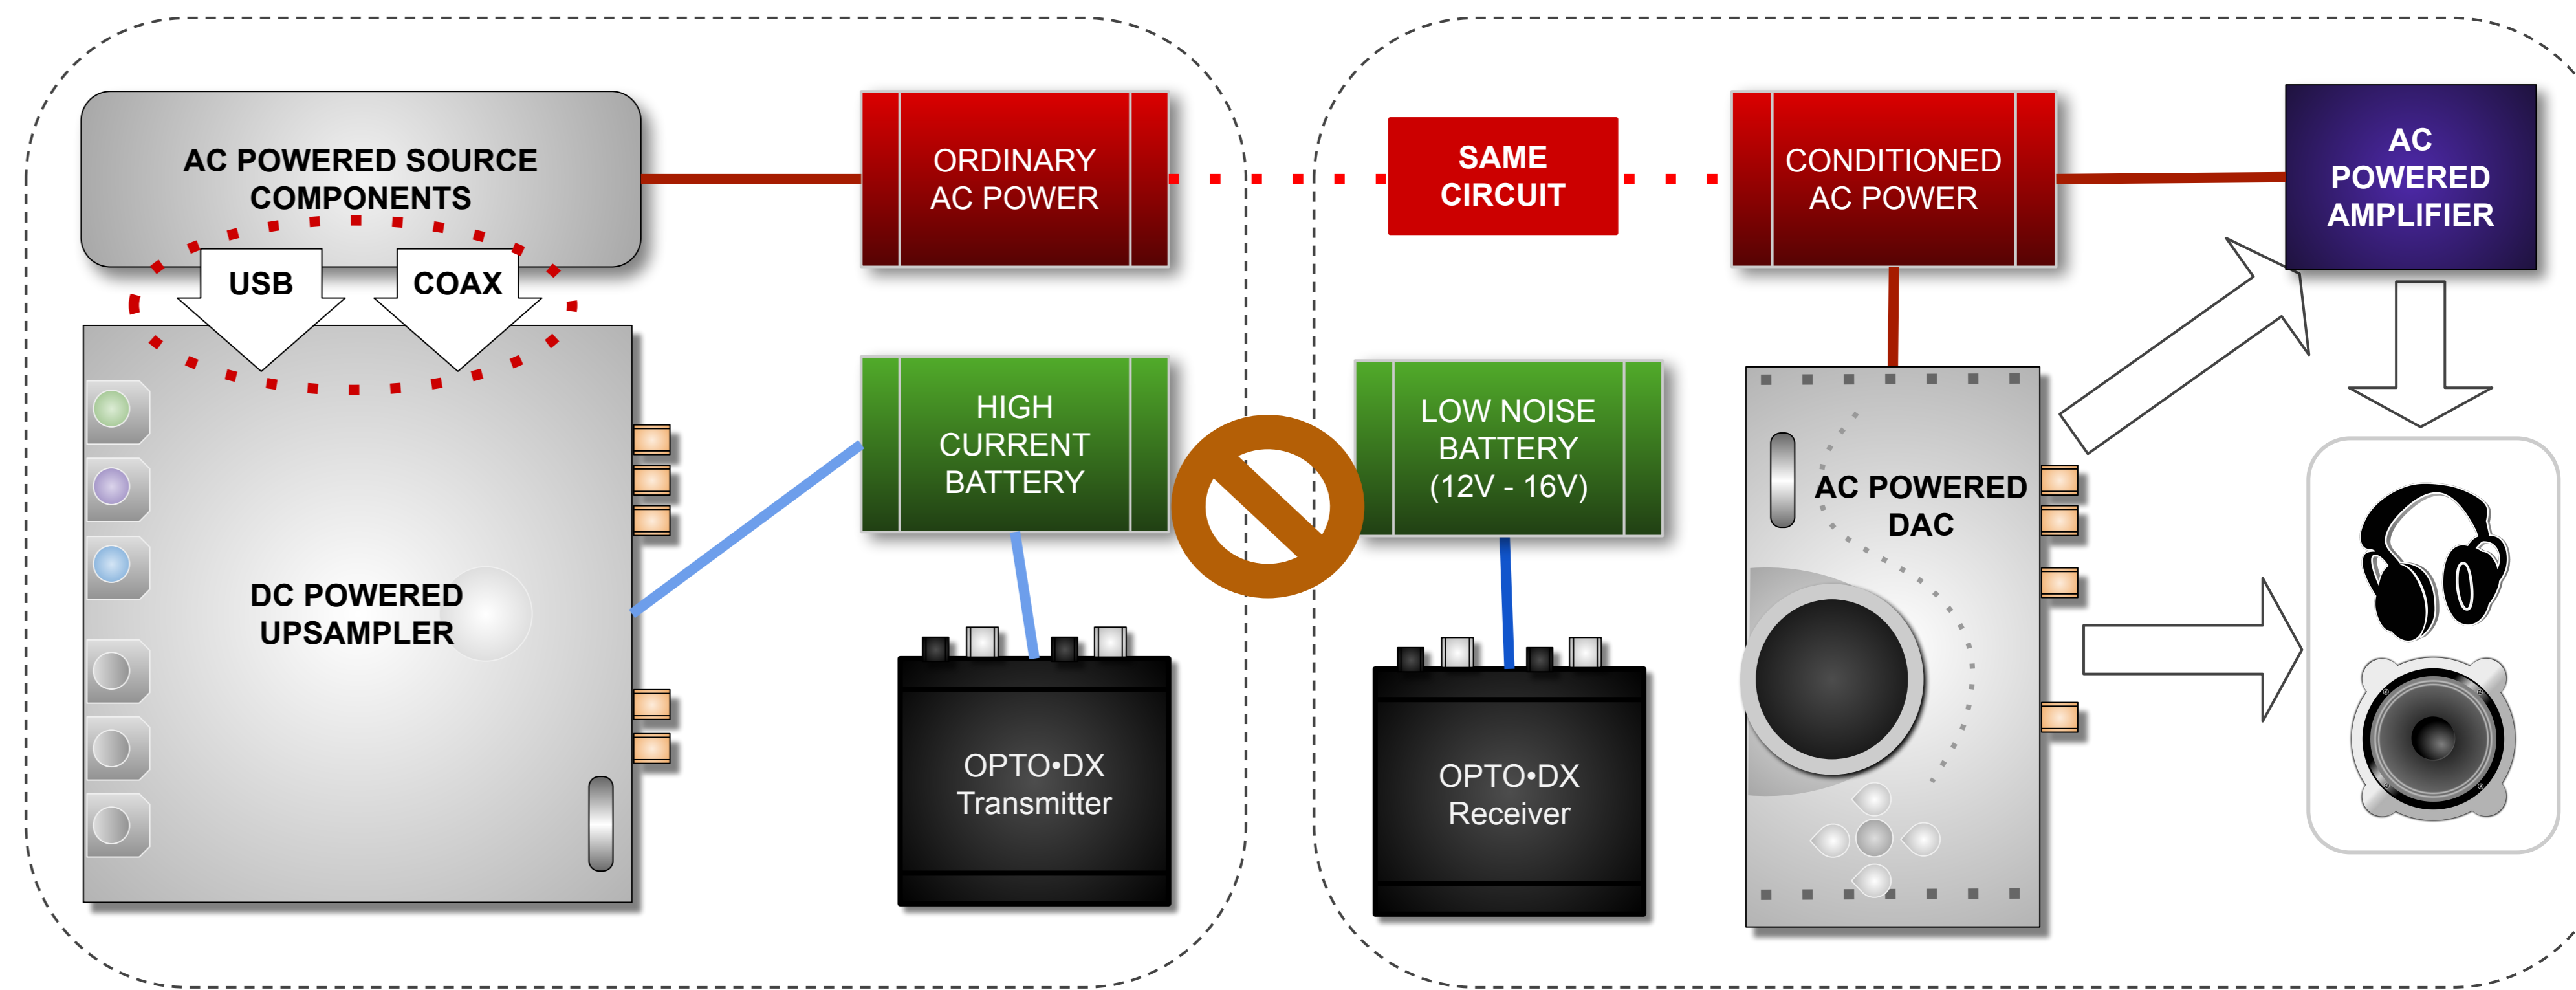 AC POWERED SOURCE
COMPONENTS
USB
COAX
DC POWERED
UPSAMPLER
ORDINARY
AC POWER
HIGH
CURRENT
BATTERY
OPTO•DX
Transmitter
SAME
CIRCUIT
LOW NOISE
BATTERY
(12V - 16V)
OPTO•DX
Receiver
CONDITIONED
AC POWER
AC POWERED
DAC
AC
POWERED
AMPLIFIER